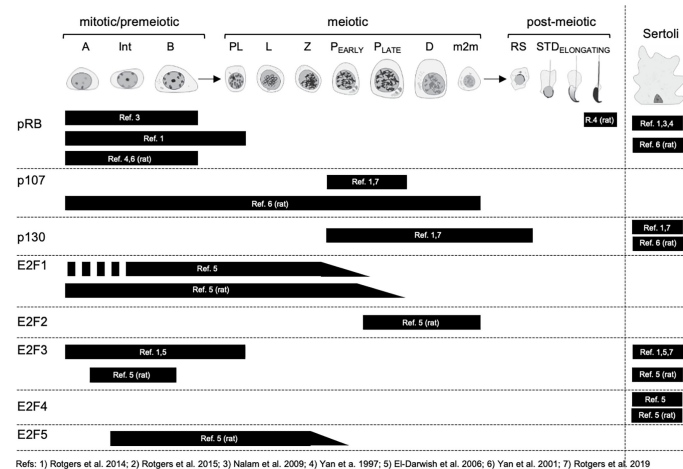 mitotic/premeiotic meiotic post-meiotic Sertoli
A Int B PL L Z PEARLY PLATE D m2m RS STDELONGATING
pRB
Ref. 3
R.4 (rat)
Ref. 1,3,4
Ref. 1
Ref. 6 (rat)
Ref. 4,6 (rat)
p107
Ref. 1,7
Ref. 6 (rat)
p130
Ref. 1,7
Ref. 1,7
Ref. 6 (rat)
E2F1
Ref. 5
Ref. 5 (rat)
E2F2
Ref. 5 (rat)
E2F3
Ref. 1,5
Ref. 1,5,7
Ref. 5 (rat)
Ref. 5 (rat)
E2F4
Ref. 5
Ref. 5 (rat)
E2F5
Ref. 5 (rat)
Refs: 1) Rotgers et al. 2014; 2) Rotgers et al. 2015; 3) Nalam et al. 2009; 4) Yan et a. 1997; 5) El-Darwish et al. 2006; 6) Yan et al. 2001; 7) Rotgers et al. 2019